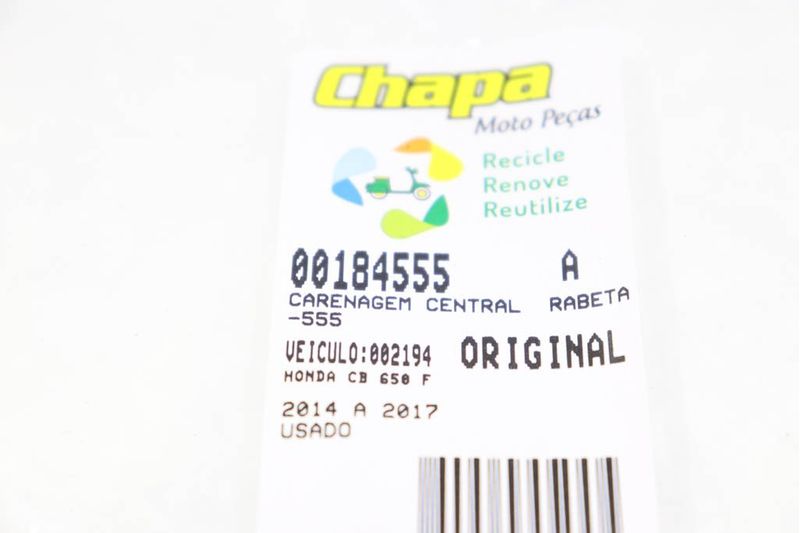 Chapa
Moto Peças
Recicle
Renove
Reutilize
00184555 A
CARENAGEM CENTRAL RABETA
-555
VEICULO:002194 ORIGINAL
HONDA CB 650 F
2014 A 2017
USADO